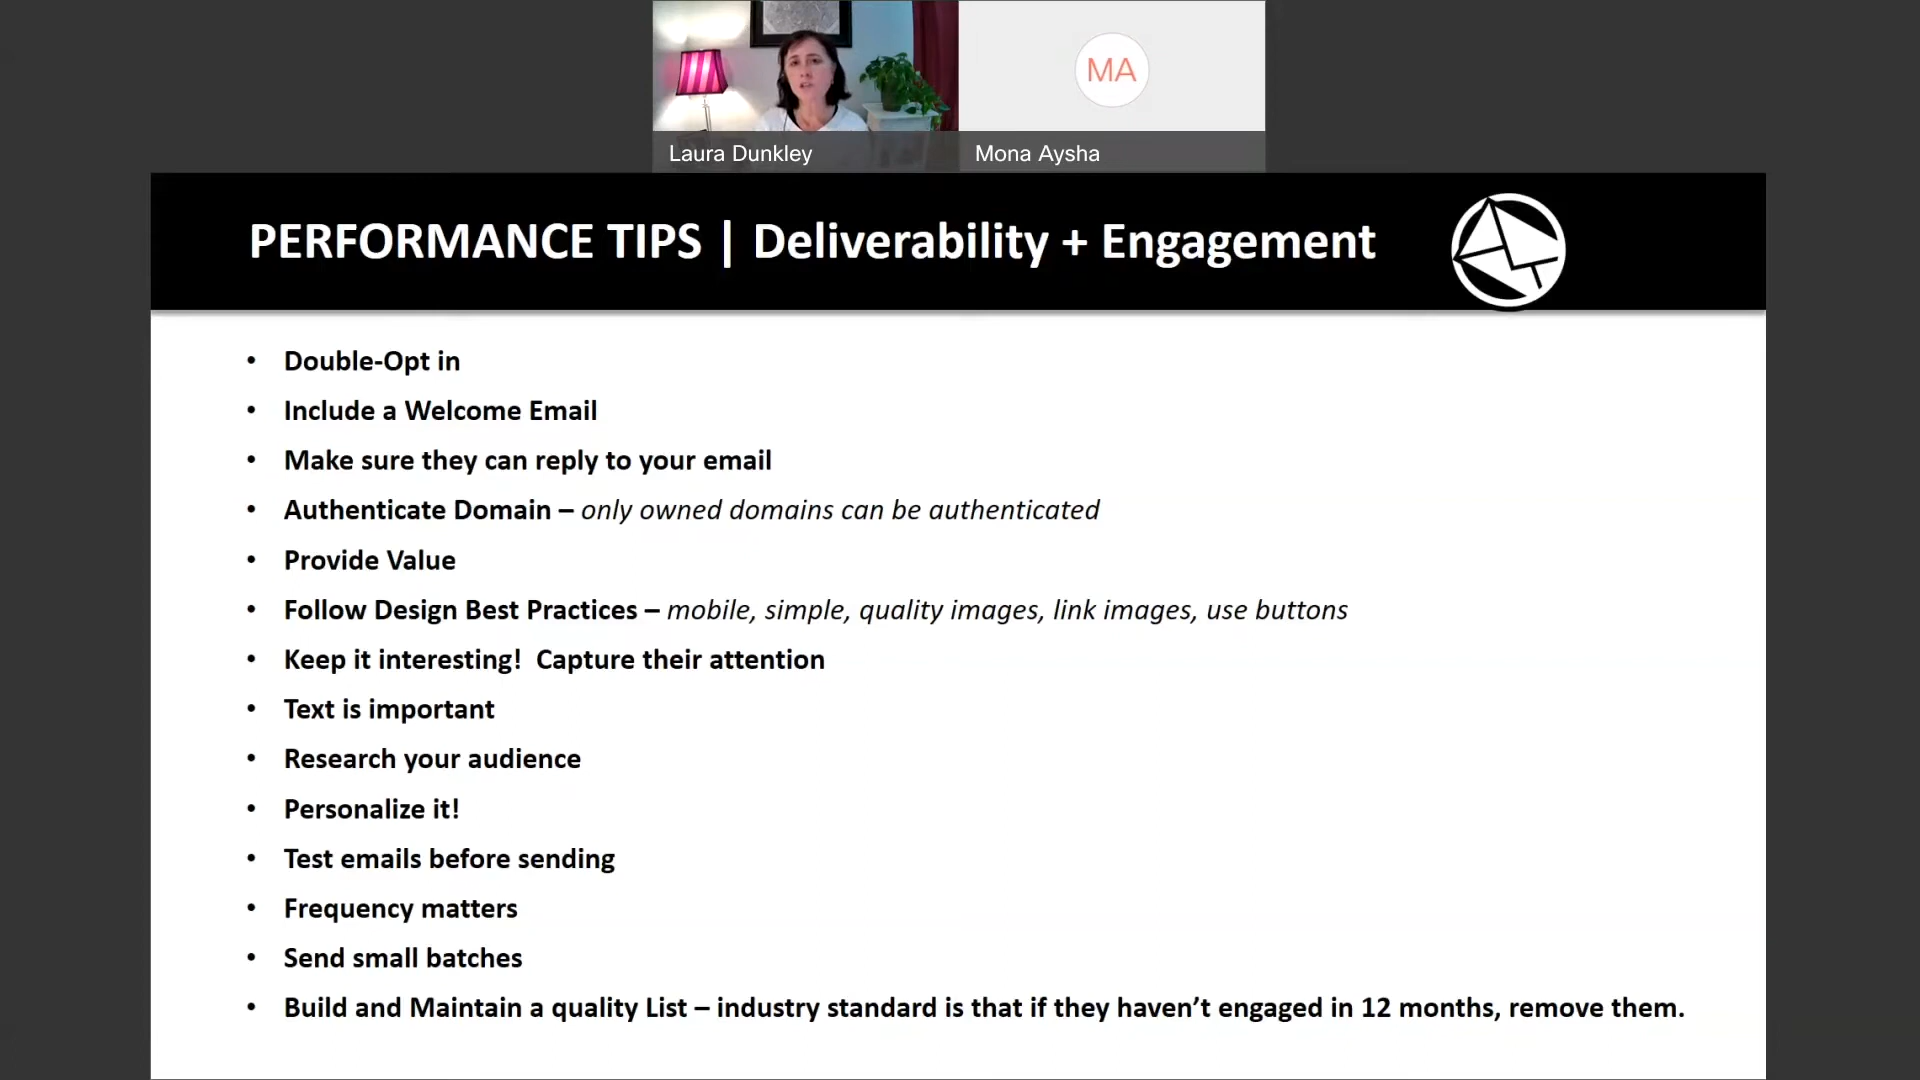 Laura Dunkley
MA
Mona Aysha
PERFORMANCE TIPS | Deliverability + Engagement
• Double-Opt in
• Include a Welcome Email
• Make sure they can reply to your email
• Authenticate Domain – only owned domains can be authenticated
• Provide Value
• Follow Design Best Practices – mobile, simple, quality images, link images, use buttons
• Keep it interesting!  Capture their attention
• Text is important
• Research your audience
• Personalize it!
• Test emails before sending
• Frequency matters
• Send small batches
• Build and Maintain a quality List – industry standard is that if they haven’t engaged in 12 months, remove them.